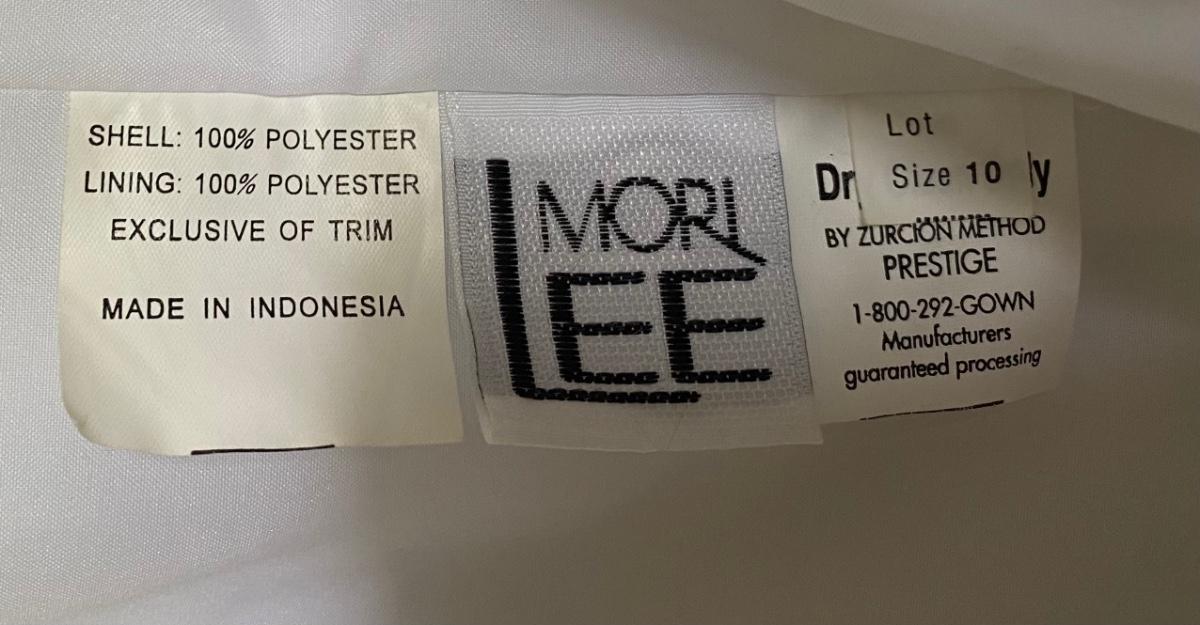 SHELL: 100% POLYESTER
LINING: 100% POLYESTER
EXCLUSIVE OF TRIM
MADE IN INDONESIA
MORI
LEE
Lot
Size 10
BY ZURCION METHOD
PRESTIGE
1-800-292-GOWN
Manufacturers
guaranteed processing